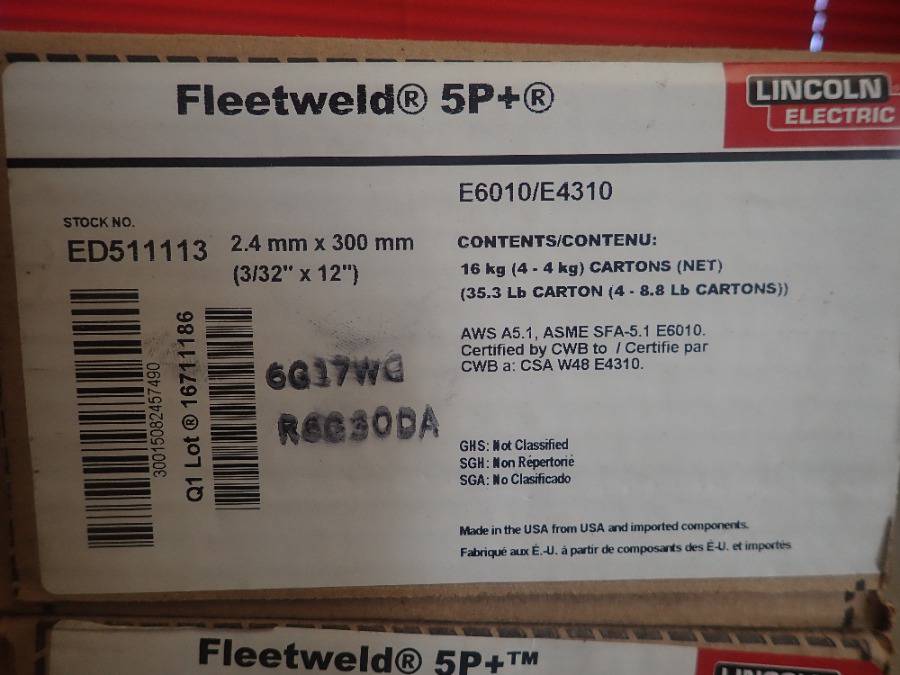 Fleetweld® 5P+®
LINCOLN ®
ELECTRIC
E6010/E4310
STOCK NO.
ED511113
2.4 mm x 300 mm
(3/32" x 12")
CONTENTS/CONTENU:
16 kg (4 - 4 kg) CARTONS (NET)
(35.3 Lb CARTON (4 - 8.8 Lb CARTONS))
30015082457490
Q1 Lot ® 16711186
6G17WG
AWS A5.1, ASME SFA-5.1 E6010.
Certified by CWB to / Certifie par
CWB a: CSA W48 E4310.
GHS: Not Classified
SGH: Non Répertorié
SGA: No Clasificado
Made in the USA from USA and imported components.
Fabriqué aux É.-U. à partir de composants des É-U. et importés
Fleetweld® 5P+™
LINCOLN